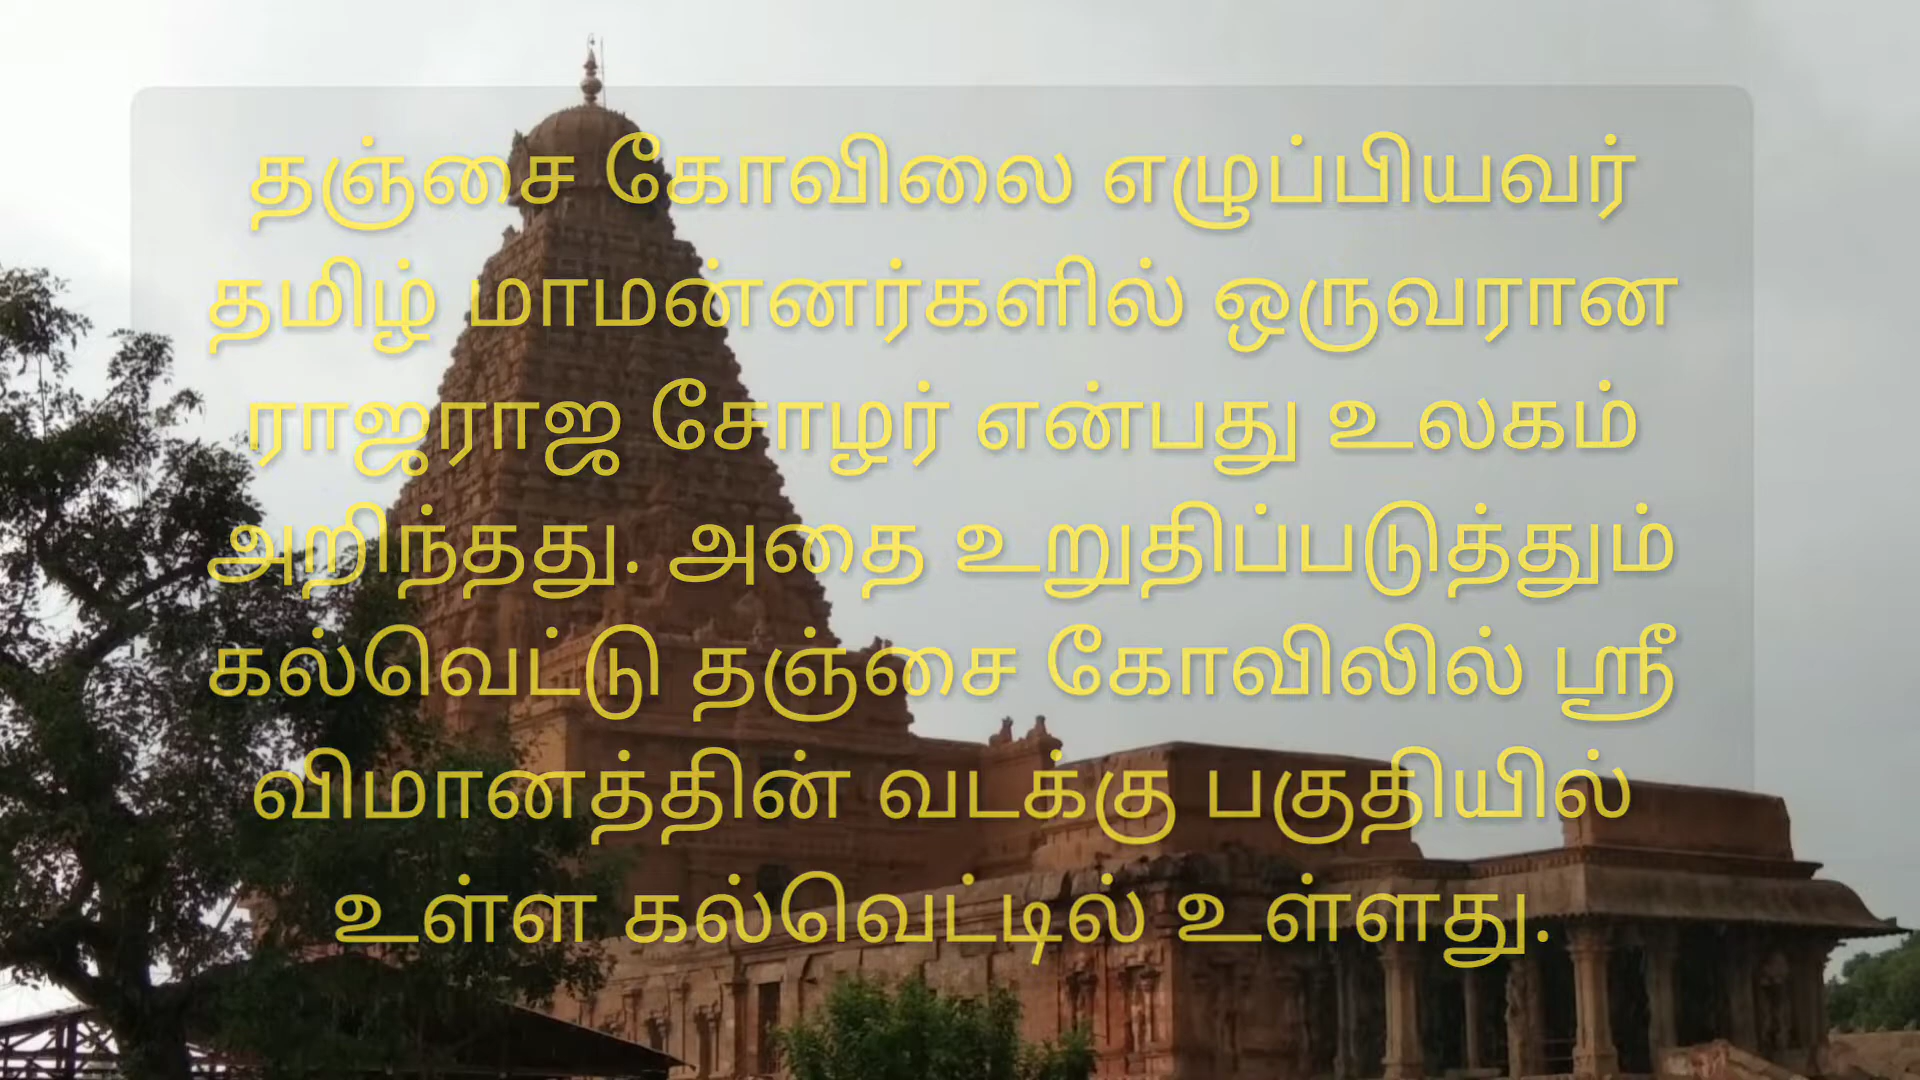 தஞ்சை கோவிலை எழுப்பியவர்
தமிழ் மாமன்னர்களில் ஒருவரான
ராஜராஜ சோழர் என்பது உலகம்
அறிந்தது. அதை உறுதிப்படுத்தும்
கல்வெட்டு தஞ்சை கோவிலில் ஸ்ரீ
விமானத்தின் வடக்கு பகுதியில்
உள்ள கல்வெட்டில் உள்ளது.